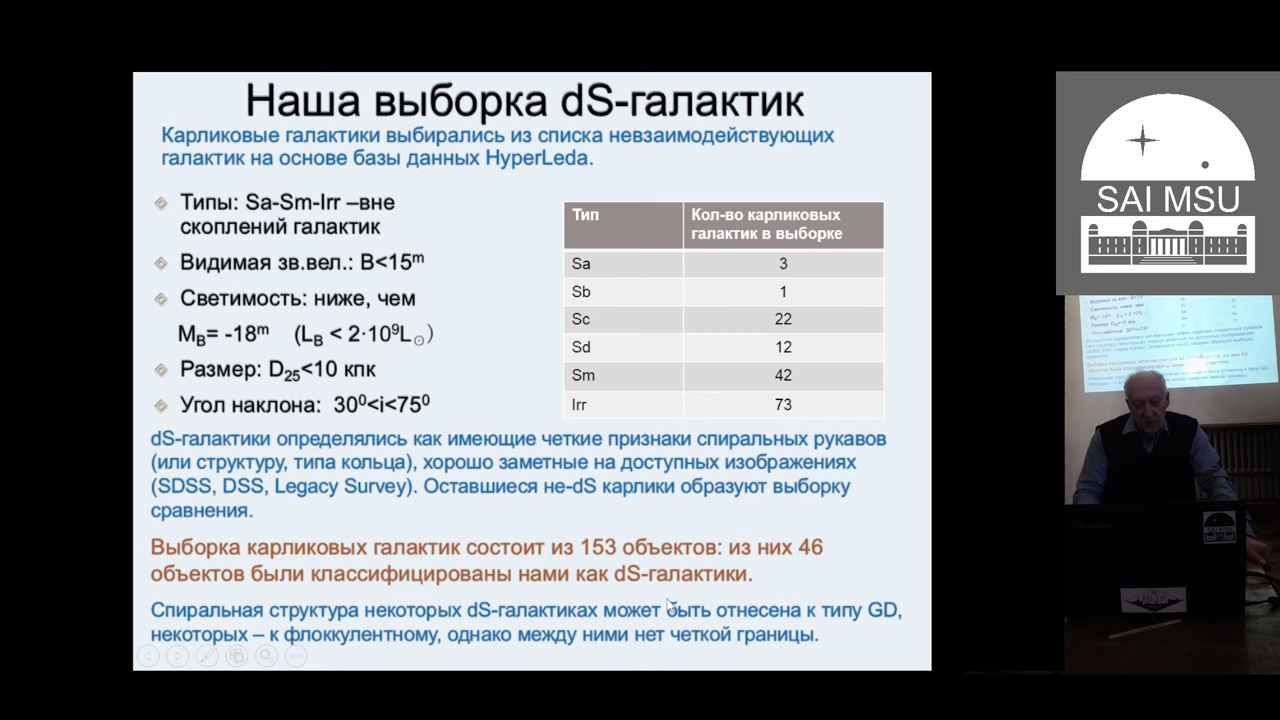 Наша выборка dS-галактик
Карликовые галактики выбирались из списка невзаимодействующих
галактик на основе базы данных HyperLeda.
Типы: Sa-Sm-Irr –вне
скоплений галактик
Видимая зв.вел.: B<15ᵐ
Светимость: ниже, чем
M_B= -18ᵐ (L_B < 2·10⁹L☉)
Размер: D₂₅<10 кпк
Угол наклона: 30⁰<i<75⁰
Тип Кол-во карликовых
галактик в выборке
Sa 3
Sb 1
Sc 22
Sd 12
Sm 42
Irr 73
dS-галактики определялись как имеющие четкие признаки спиральных рукавов
(или структуру, типа кольца), хорошо заметные на доступных изображениях
(SDSS, DSS, Legacy Survey). Оставшиеся не-dS карлики образуют выборку
сравнения.
Выборка карликовых галактик состоит из 153 объектов: из них 46
объектов были классифицированы нами как dS-галактики.
Спиральная структура некоторых dS-галактиках может быть отнесена к типу GD,
некоторых – к флоккулентному, однако между ними нет четкой границы.
SAI MSU